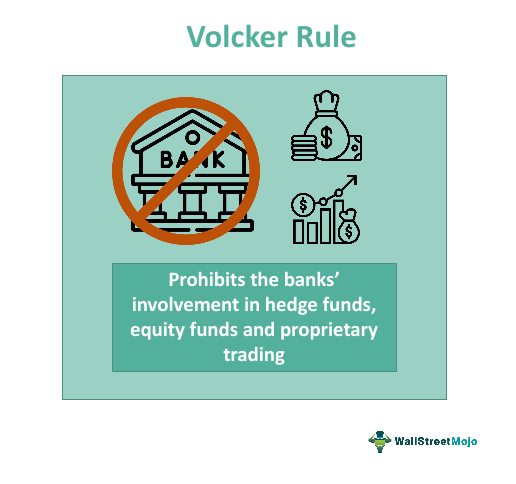 Volcker Rule
BANK
$
$
$
Prohibits the banks'
involvement in hedge funds,
equity funds and proprietary
trading
WallStreetMojo